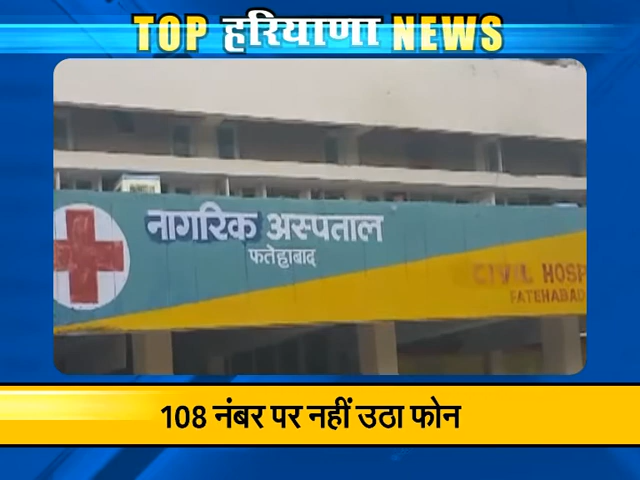 TOP हरियाणा NEWS
नागरिक अस्पताल
फतेहाबाद
CIVIL HOSP
FATEHABAD
108 नंबर पर नहीं उठा फोन